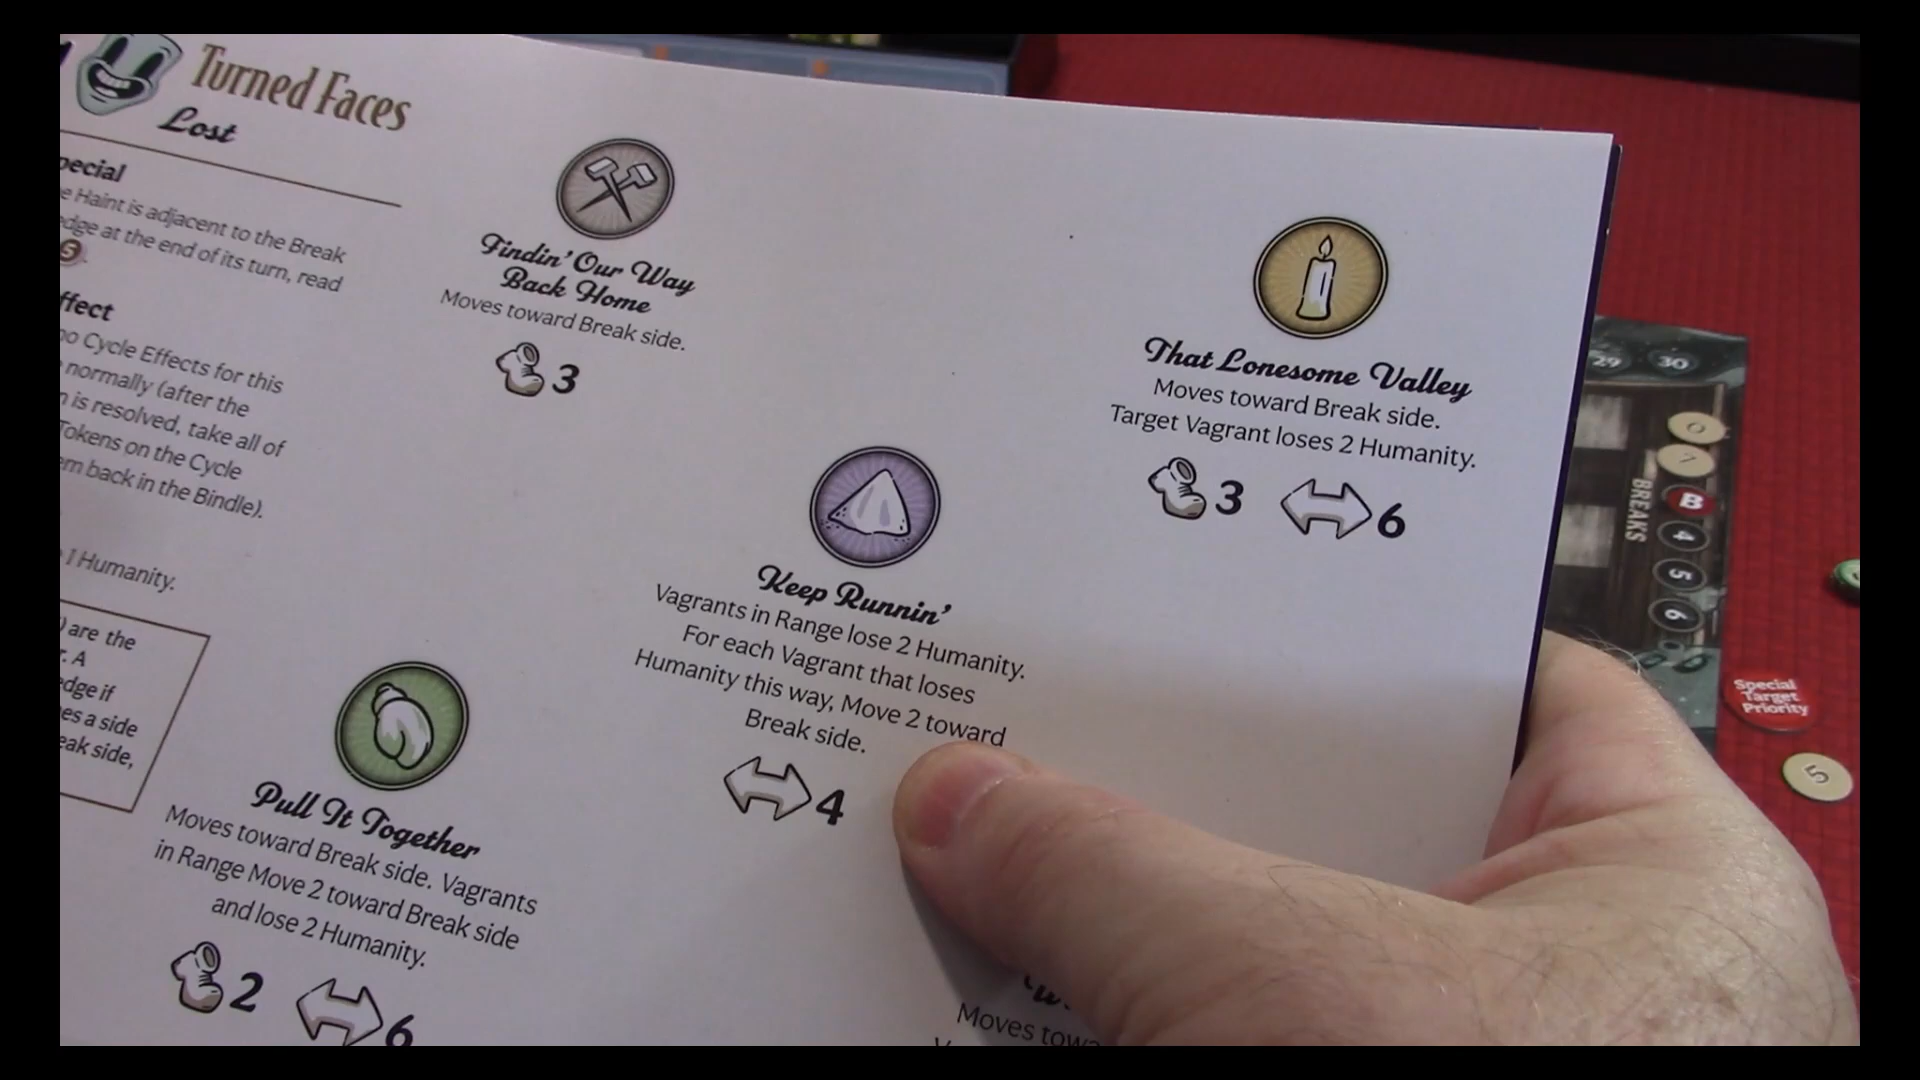 Turned Faces
Lost
pecial
e Haint is adjacent to the Break
edge at the end of its turn, read
5.
ffect
no Cycle Effects for this
normally (after the
n is resolved, take all of
Tokens on the Cycle
em back in the Bindle).
1 Humanity.
) are the
r. A
edge if
es a side
eak side,
Findin' Our Way
Back Home
Moves toward Break side.
3
That Lonesome Valley
Moves toward Break side.
Target Vagrant loses 2 Humanity.
3 6
Keep Runnin'
Vagrants in Range lose 2 Humanity.
For each Vagrant that loses
Humanity this way, Move 2 toward
Break side.
4
Pull It Together
Moves toward Break side. Vagrants
in Range Move 2 toward Break side
and lose 2 Humanity.
2 6
Moves towa
29 30
BREAKS
B
4
5
6
Special
Target
Priority
5